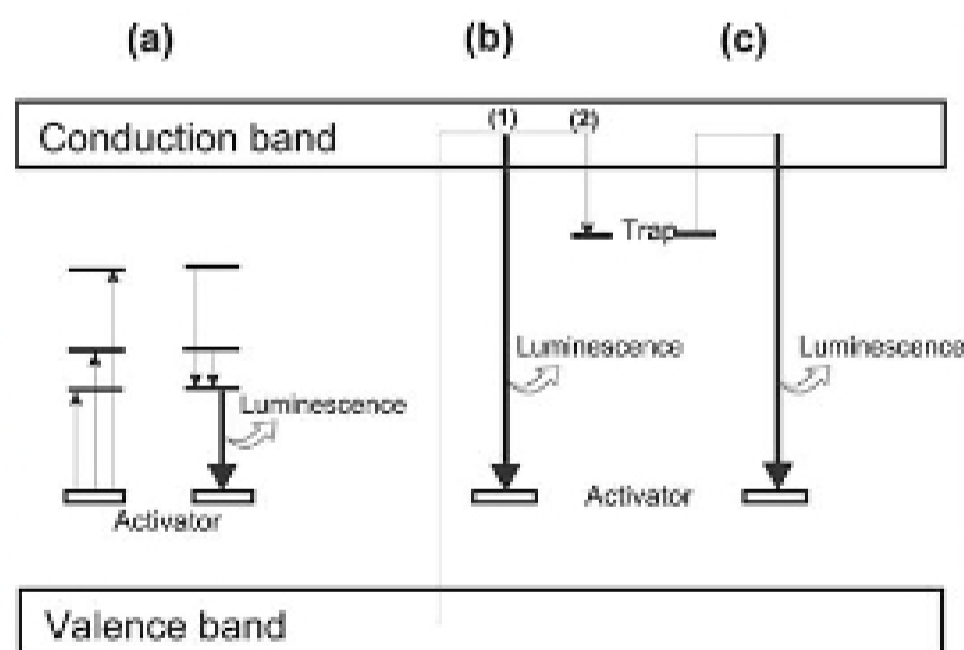 (a) (b) (c)
Conduction band
(1) (2)
Trap
Luminescence Luminescence
Luminescence
Activator
Activator
Valence band